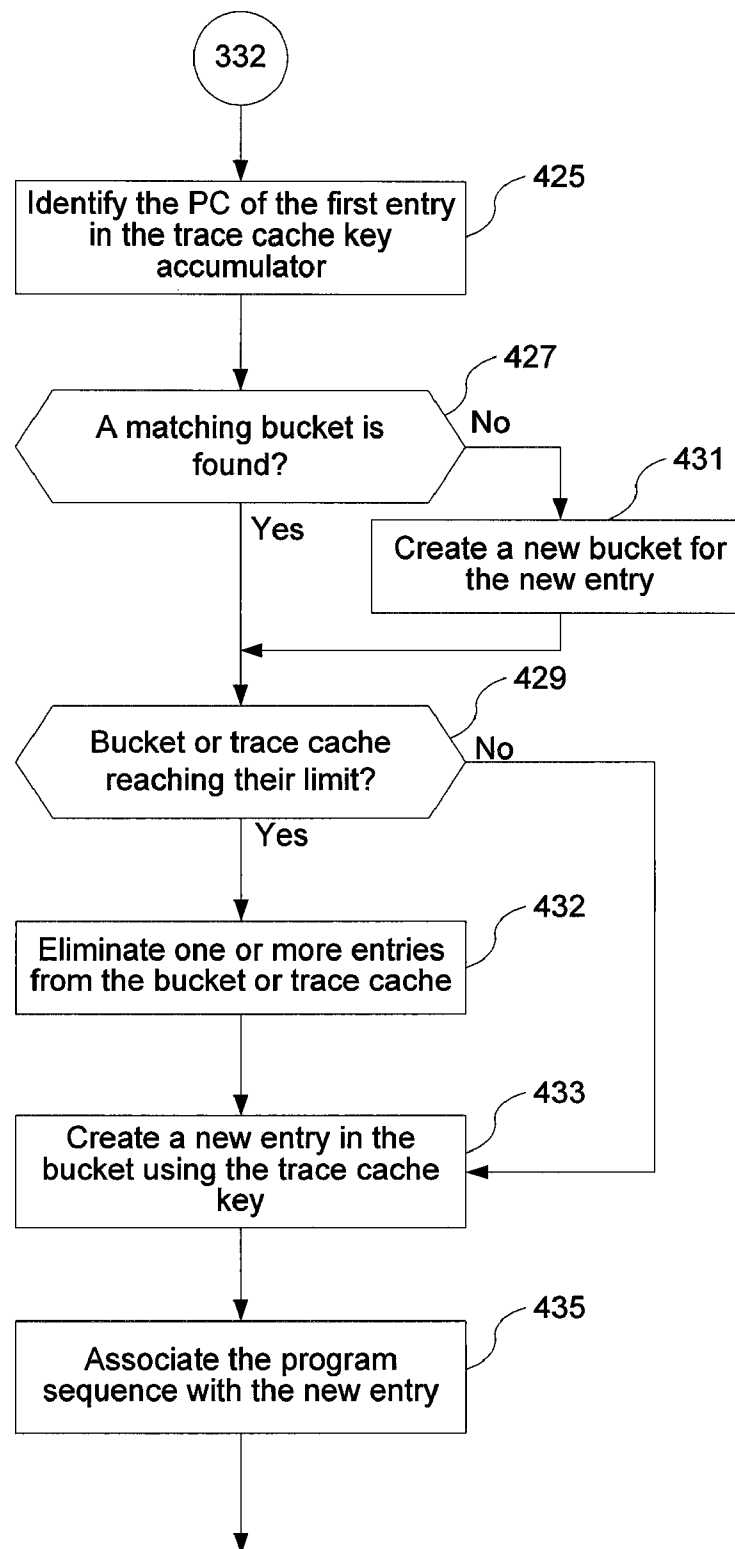 332
425
Identify the PC of the first entry
in the trace cache key
accumulator
427
A matching bucket is
found?
No
431
Yes
Create a new bucket for
the new entry
429
Bucket or trace cache
reaching their limit?
No
Yes
432
Eliminate one or more entries
from the bucket or trace cache
433
Create a new entry in the
bucket using the trace cache
key
435
Associate the program
sequence with the new entry